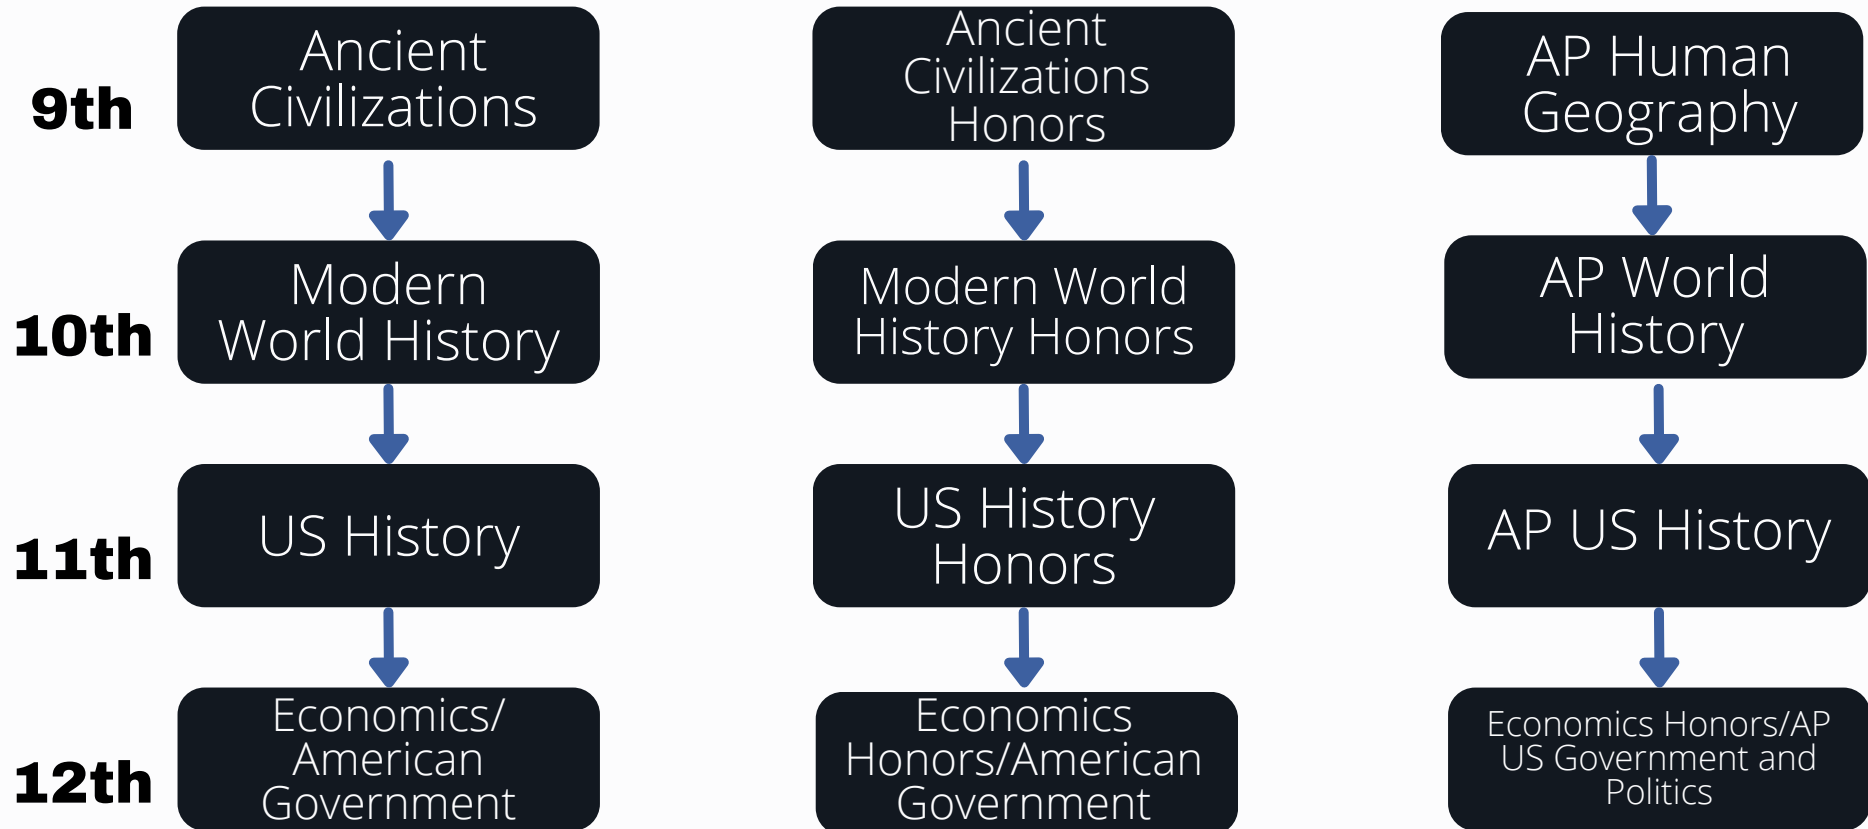 9th
Ancient
Civilizations
Ancient
Civilizations
Honors
AP Human
Geography
10th
Modern
World History
Modern World
History Honors
AP World
History
11th
US History
US History
Honors
AP US History
12th
Economics/
American
Government
Economics
Honors/American
Government
Economics Honors/AP
US Government and
Politics